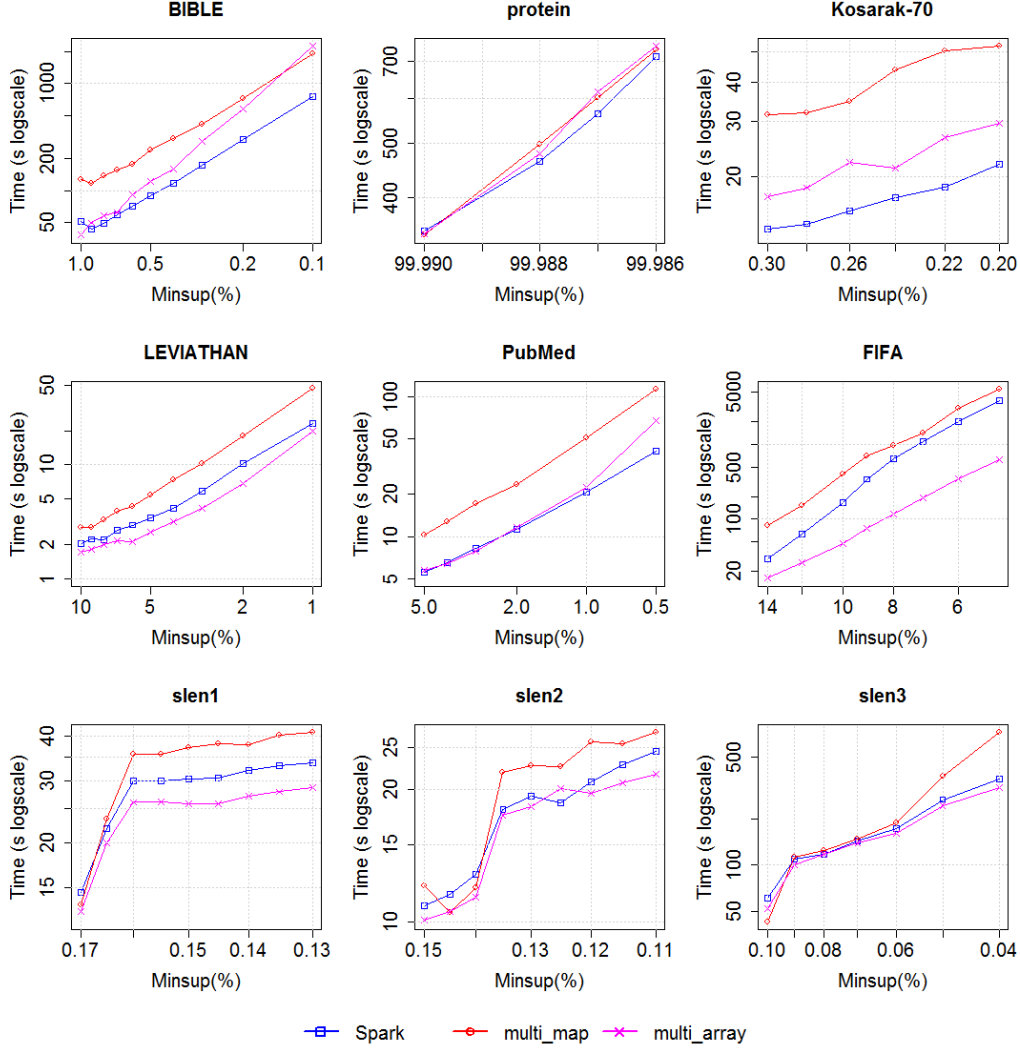 BIBLE
Time (s logscale)
50
200
1000
1.0 0.5 0.2 0.1
Minsup(%)
protein
Time (s logscale)
400
500
700
99.990 99.988 99.986
Minsup(%)
Kosarak-70
Time (s logscale)
20
30
40
0.30 0.26 0.22 0.20
Minsup(%)
LEVIATHAN
Time (s logscale)
1
2
5
10
50
10 5 2 1
Minsup(%)
PubMed
Time (s logscale)
5
10
20
50
100
5.0 2.0 1.0 0.5
Minsup(%)
FIFA
Time (s logscale)
20
100
500
5000
14 10 8 6
Minsup(%)
slen1
Time (s logscale)
15
20
30
40
0.17 0.15 0.14 0.13
Minsup(%)
slen2
Time (s logscale)
10
15
20
25
0.15 0.13 0.12 0.11
Minsup(%)
slen3
Time (s logscale)
50
100
500
0.10 0.08 0.06 0.04
Minsup(%)
Spark multi_map multi_array